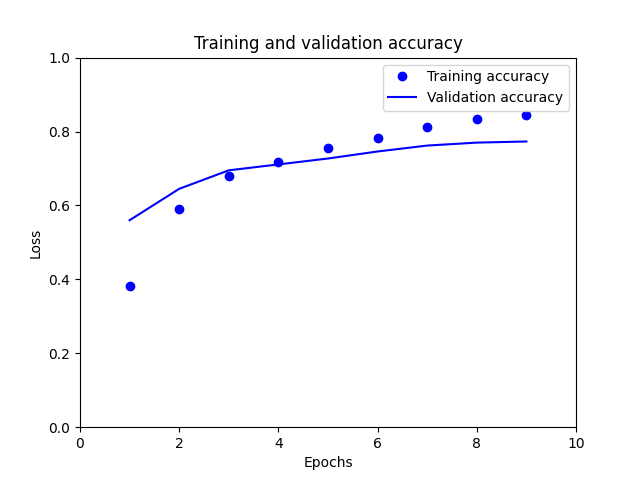 Training and validation accuracy
Training accuracy
Validation accuracy
1.0
0.8
0.6
0.4
0.2
0.0
Loss
0 2 4 6 8 10
Epochs